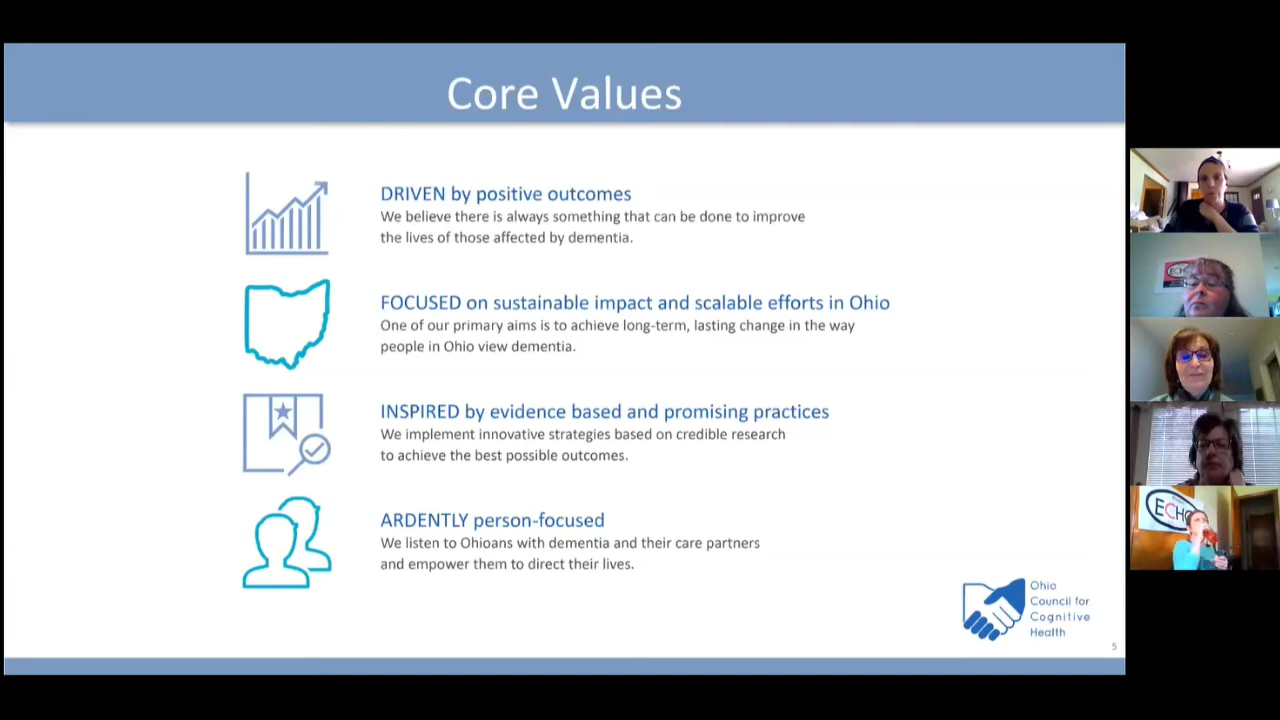 Core Values
DRIVEN by positive outcomes
We believe there is always something that can be done to improve
the lives of those affected by dementia.
FOCUSED on sustainable impact and scalable efforts in Ohio
One of our primary aims is to achieve long-term, lasting change in the way
people in Ohio view dementia.
INSPIRED by evidence based and promising practices
We implement innovative strategies based on credible research
to achieve the best possible outcomes.
ARDENTLY person-focused
We listen to Ohioans with dementia and their care partners
and empower them to direct their lives.
Ohio
Council for
Cognitive
Health
5
ECHO